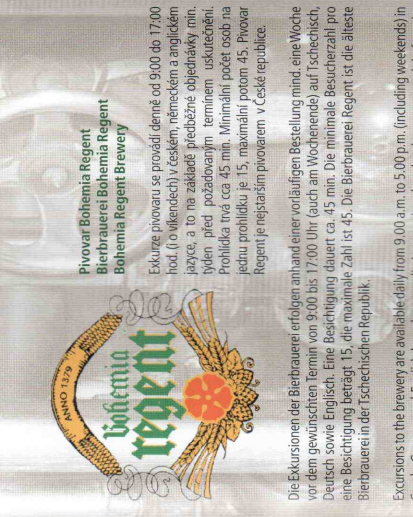 ANNO 1379
Bohemia
regent
Pivovar Bohemia Regent
Bierbrauerei Bohemia Regent
Bohemia Regent Brewery
Exkurze pivovaru se provádí denně od 9:00 do 17:00
hod. (i o víkendech) v českém, německém a anglickém
jazyce, a to na základě předběžné objednávky min.
týden před požadovaným termínem uskutečnění.
Prohlídka trvá cca 45 min. Minimální počet osob na
jednu prohlídku je 15, maximální potom 45. Pivovar
Regent je nejstarším pivovarem v České republice.
Die Exkursionen der Bierbrauerei erfolgen anhand einer vorläufigen Bestellung mind. eine Woche
vor dem gewünschten Termin von 9:00 bis 17:00 Uhr (auch am Wochenende) auf Tschechisch,
Deutsch sowie Englisch. Eine Besichtigung dauert ca. 45 min. Die minimale Besucherzahl pro
eine Besichtigung beträgt 15, die maximale Zahl ist 45. Die Bierbrauerei Regent ist die älteste
Bierbrauerei in der Tschechischen Republik.
Excursions to the brewery are available daily from 9.00 a.m. to 5.00 p.m. (including weekends) in